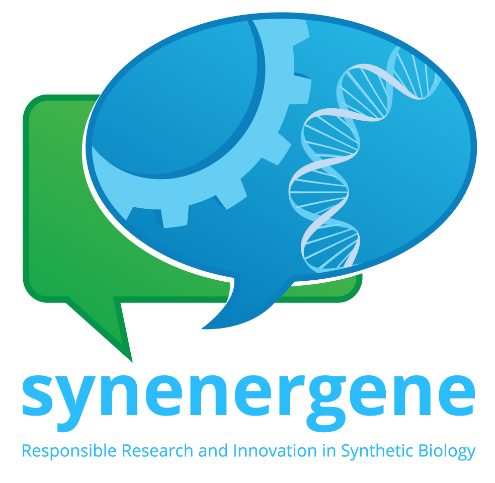 synenergene
Responsible Research and Innovation in Synthetic Biology